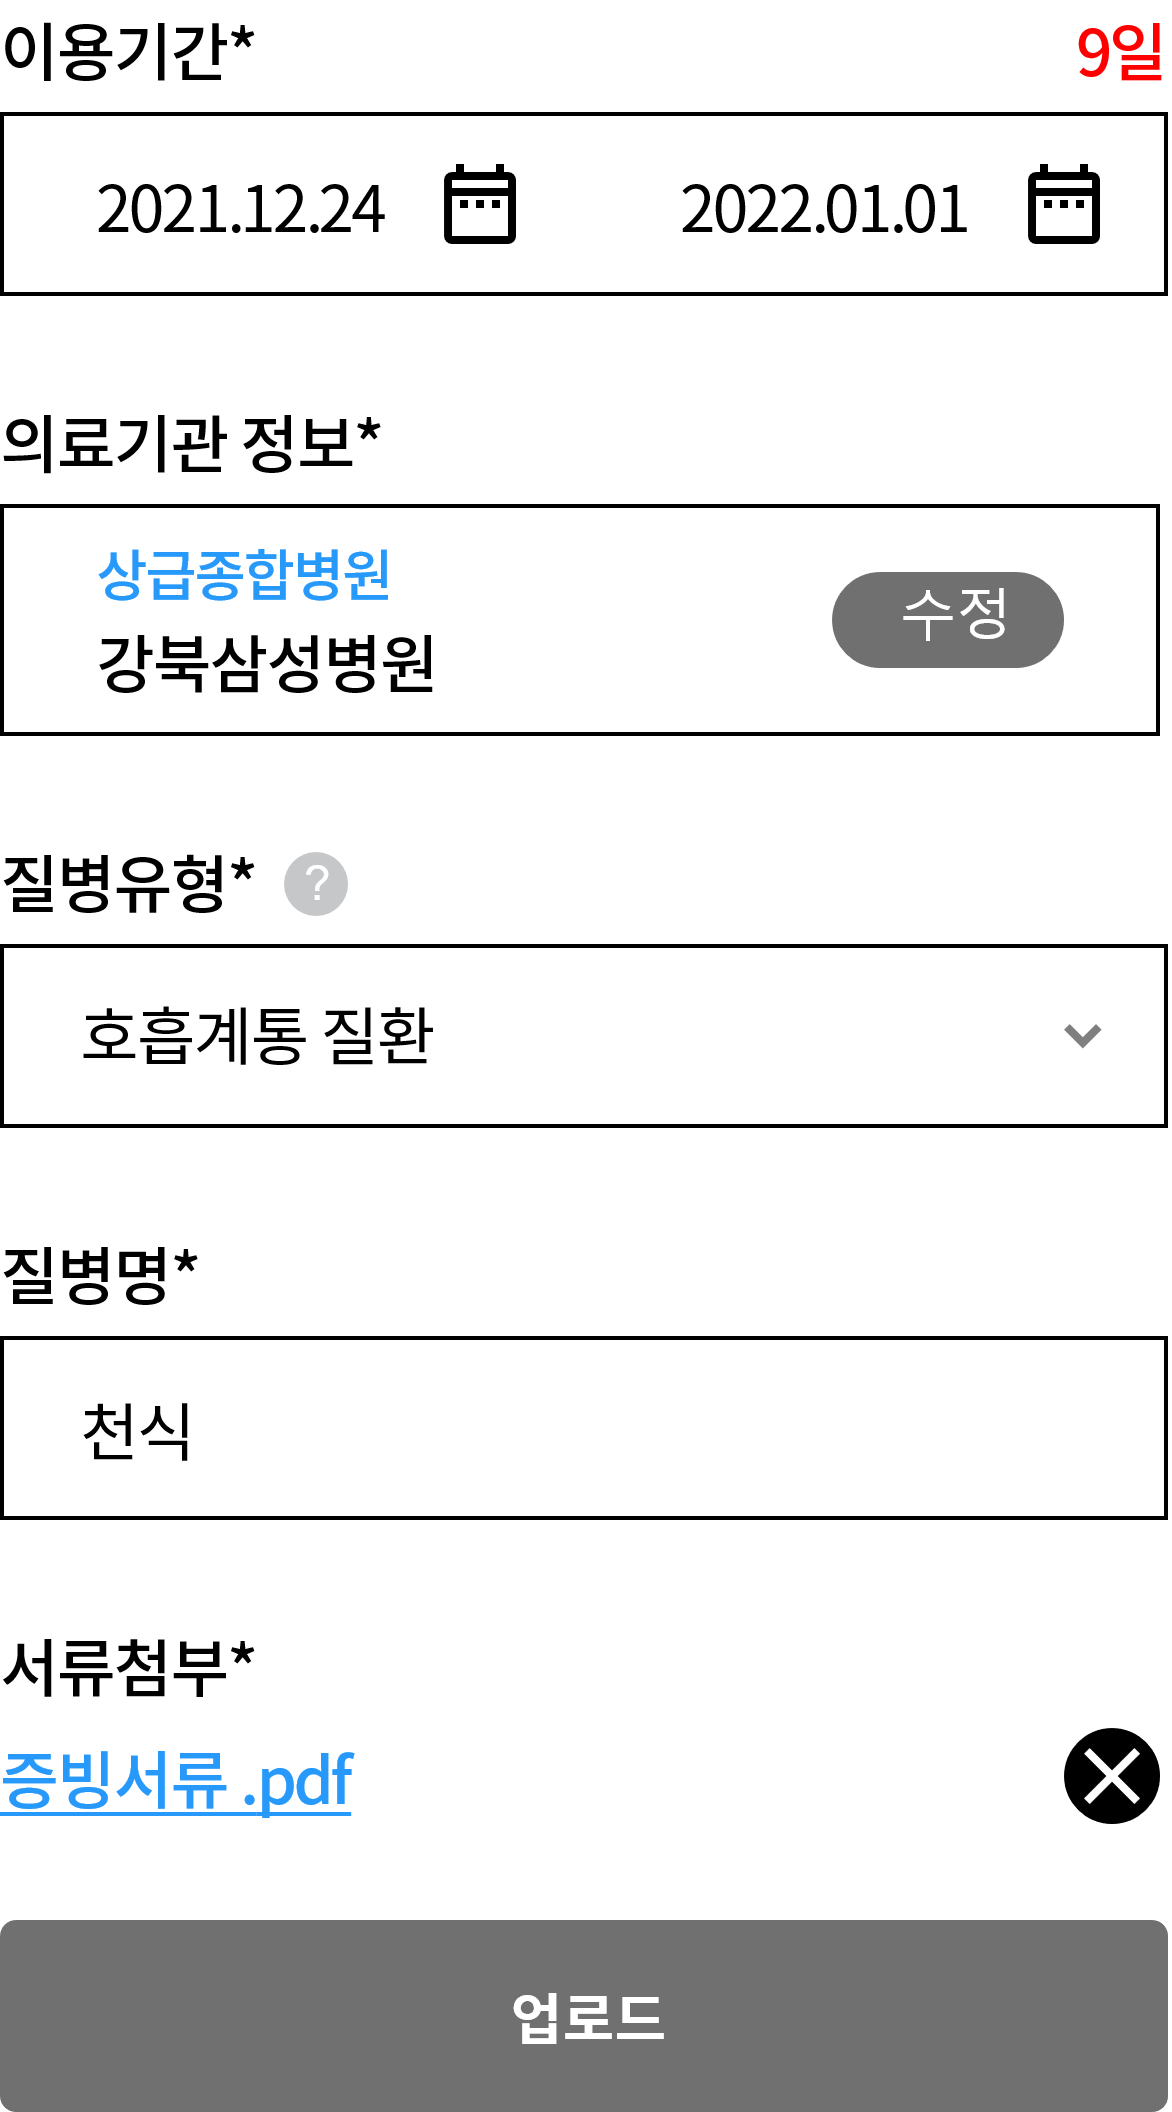 이용기간* 9일
2021.12.24 2022.01.01
의료기관 정보*
상급종합병원
강북삼성병원
수정
질병유형* ?
호흡계통 질환
질병명*
천식
서류첨부*
증빙서류 .pdf
업로드